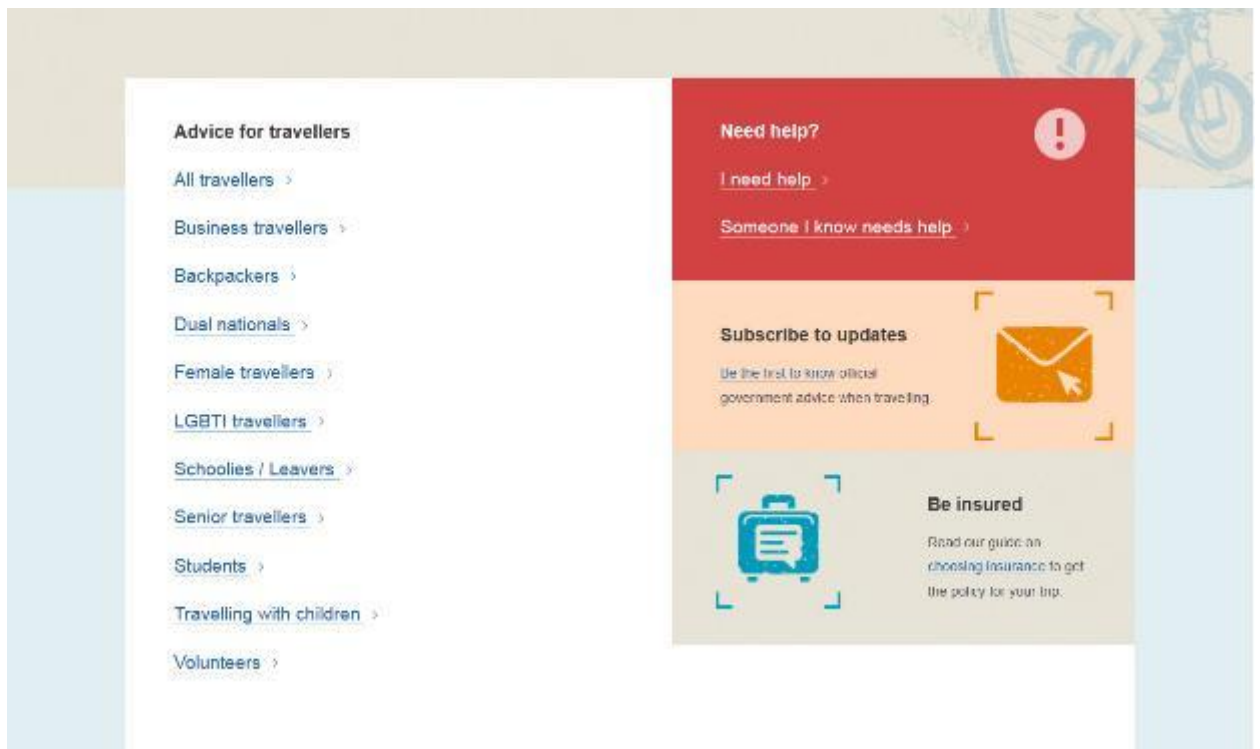 Advice for travellers
All travellers
Business travellers
Backpackers
Dual nationals
Female travellers
LGBTI travellers
Schoolies / Leavers
Senior travellers
Students
Travelling with children
Volunteers
Need help?
I need help
Someone I know needs help
Subscribe to updates
Be the first to know official
government advice when travelling.
Be insured
Read our guide on
choosing insurance to get
the policy for your trip.